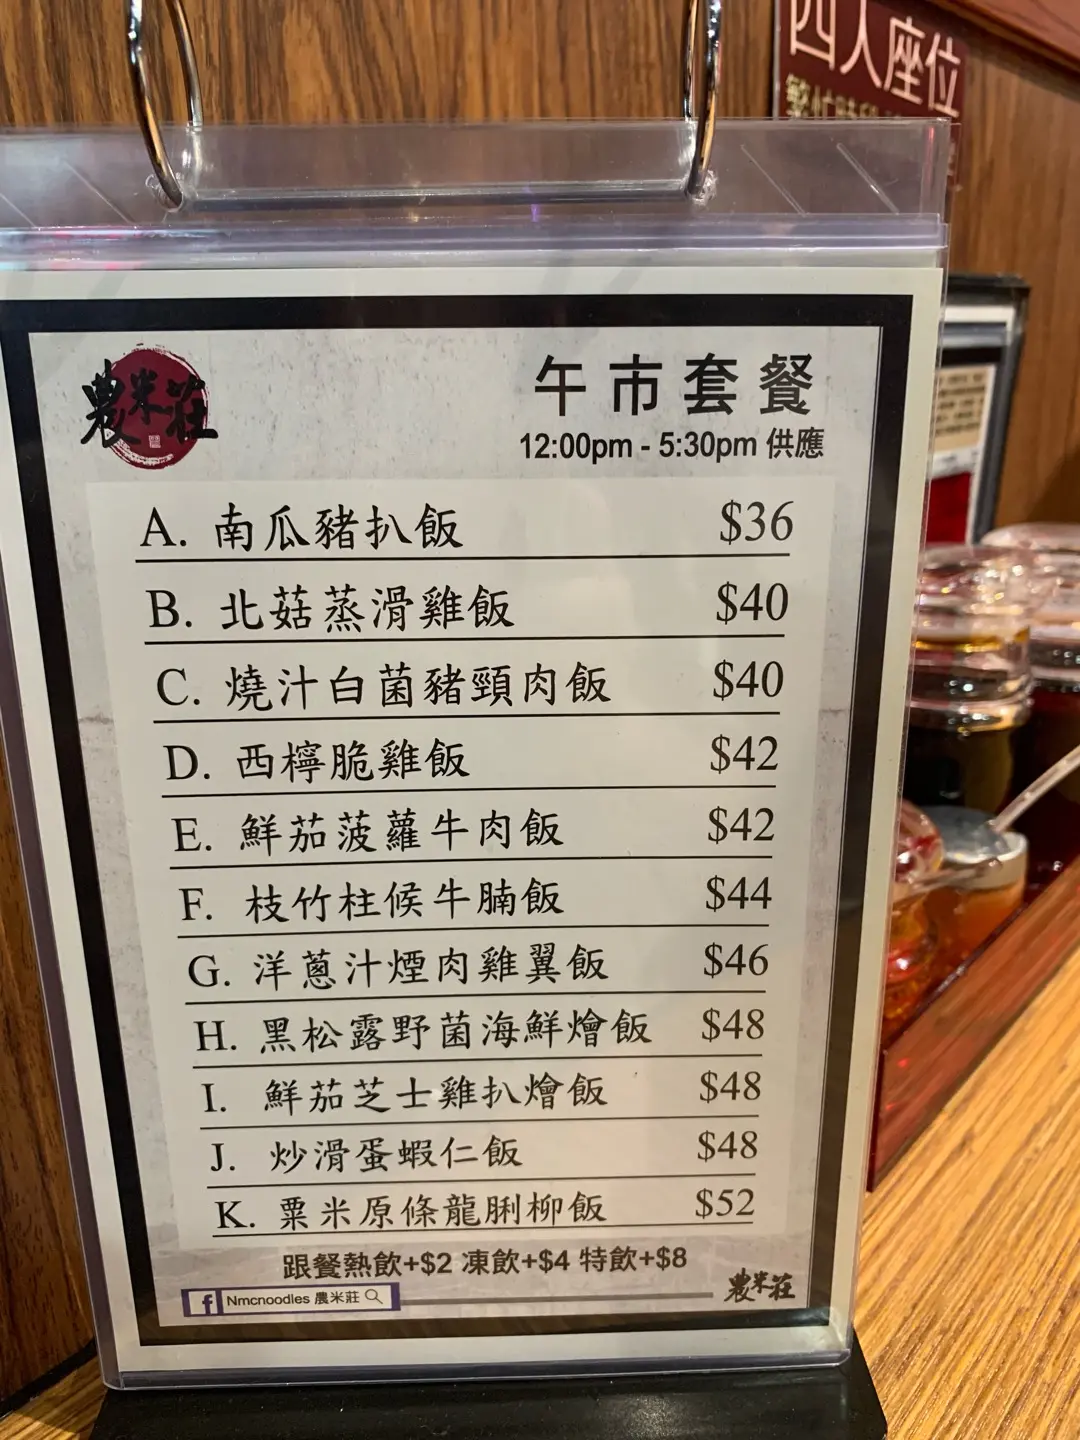 四人座位
農米莊
午市套餐
12:00pm - 5:30pm 供應
A. 南瓜豬扒飯 $36
B. 北菇蒸滑雞飯 $40
C. 燒汁白菌豬頸肉飯 $40
D. 西檸脆雞飯 $42
E. 鮮茄菠蘿牛肉飯 $42
F. 枝竹柱候牛腩飯 $44
G. 洋蔥汁煙肉雞翼飯 $46
H. 黑松露野菌海鮮燴飯 $48
I. 鮮茄芝士雞扒燴飯 $48
J. 炒滑蛋蝦仁飯 $48
K. 粟米原條龍脷柳飯 $52
跟餐熱飲+$2 凍飲+$4 特飲+$8
f Nmcnoodles 農米莊
農米莊